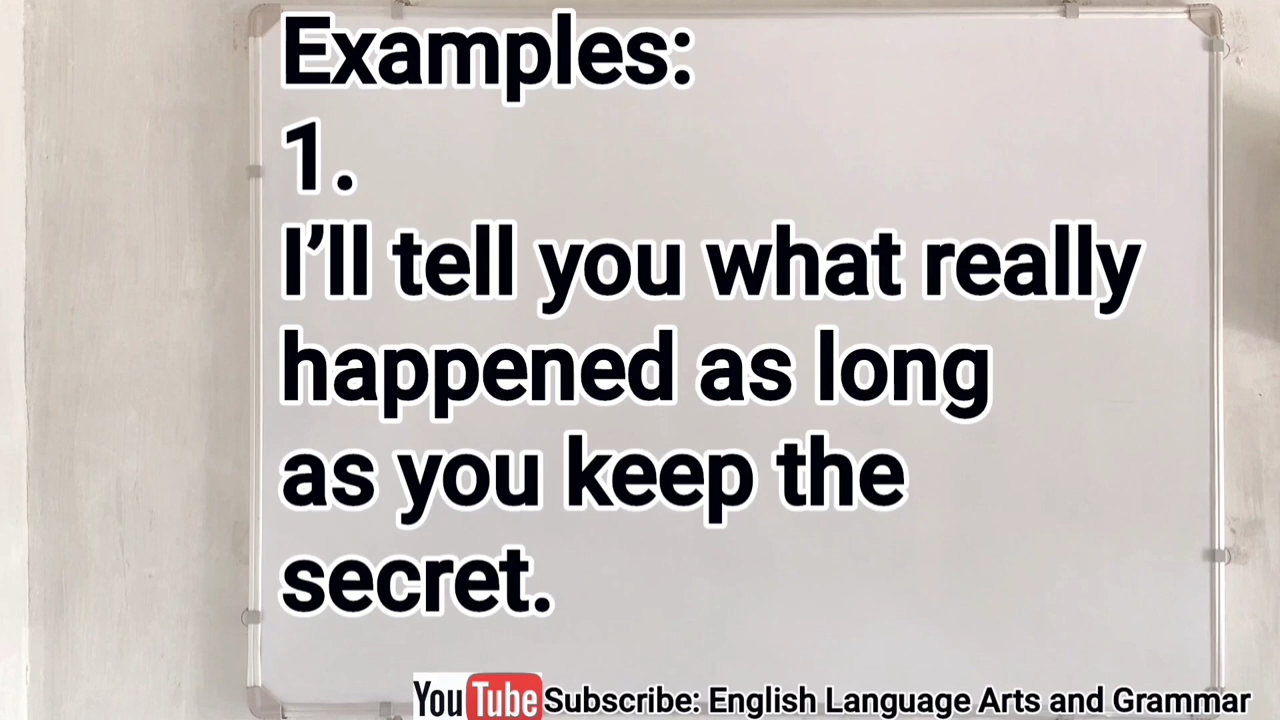 Examples:
1.
I’ll tell you what really
happened as long
as you keep the
secret.
YouTube Subscribe: English Language Arts and Grammar